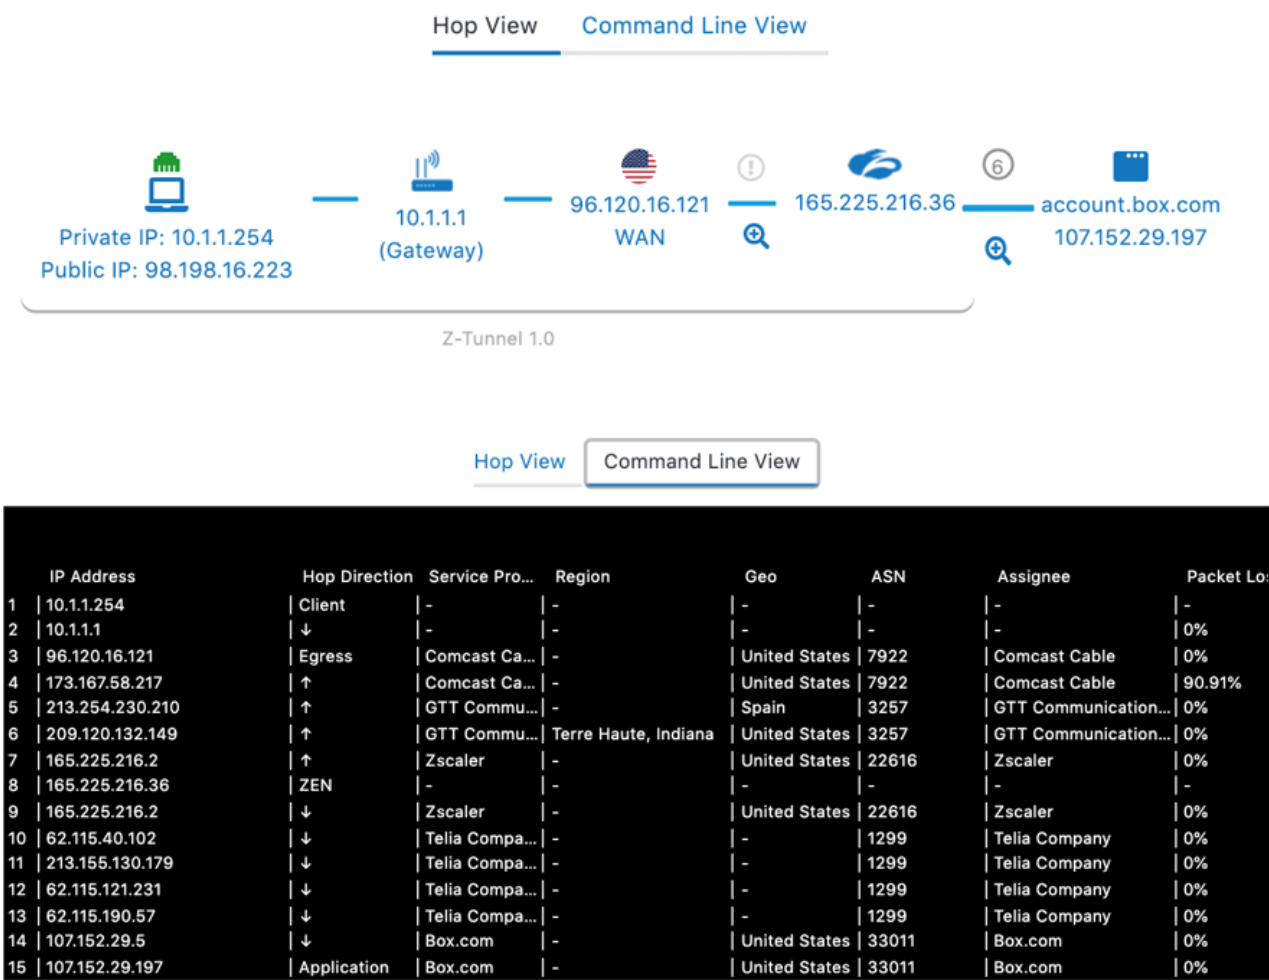 Hop View Command Line View
6
10.1.1.1
(Gateway)
96.120.16.121
WAN
165.225.216.36
account.box.com
107.152.29.197
Private IP: 10.1.1.254
Public IP: 98.198.16.223
Z-Tunnel 1.0
Hop View Command Line View
IP Address Hop Direction Service Pro... Region Geo ASN Assignee Packet Los
1 | 10.1.1.254 | Client | - | - | - | - | - | -
2 | 10.1.1.1 | ↓ | - | - | - | - | - | 0%
3 | 96.120.16.121 | Egress | Comcast Ca... | - | United States | 7922 | Comcast Cable | 0%
4 | 173.167.58.217 | ↑ | Comcast Ca... | - | United States | 7922 | Comcast Cable | 90.91%
5 | 213.254.230.210 | ↑ | GTT Commu... | - | Spain | 3257 | GTT Communication... | 0%
6 | 209.120.132.149 | ↑ | GTT Commu... | Terre Haute, Indiana | United States | 3257 | GTT Communication... | 0%
7 | 165.225.216.2 | ↑ | Zscaler | - | United States | 22616 | Zscaler | 0%
8 | 165.225.216.36 | ZEN | - | - | - | - | - | -
9 | 165.225.216.2 | ↓ | Zscaler | - | United States | 22616 | Zscaler | 0%
10 | 62.115.40.102 | ↓ | Telia Compa... | - | - | 1299 | Telia Company | 0%
11 | 213.155.130.179 | ↓ | Telia Compa... | - | - | 1299 | Telia Company | 0%
12 | 62.115.121.231 | ↓ | Telia Compa... | - | - | 1299 | Telia Company | 0%
13 | 62.115.190.57 | ↓ | Telia Compa... | - | - | 1299 | Telia Company | 0%
14 | 107.152.29.5 | ↓ | Box.com | - | United States | 33011 | Box.com | 0%
15 | 107.152.29.197 | Application | Box.com | - | United States | 33011 | Box.com | 0%